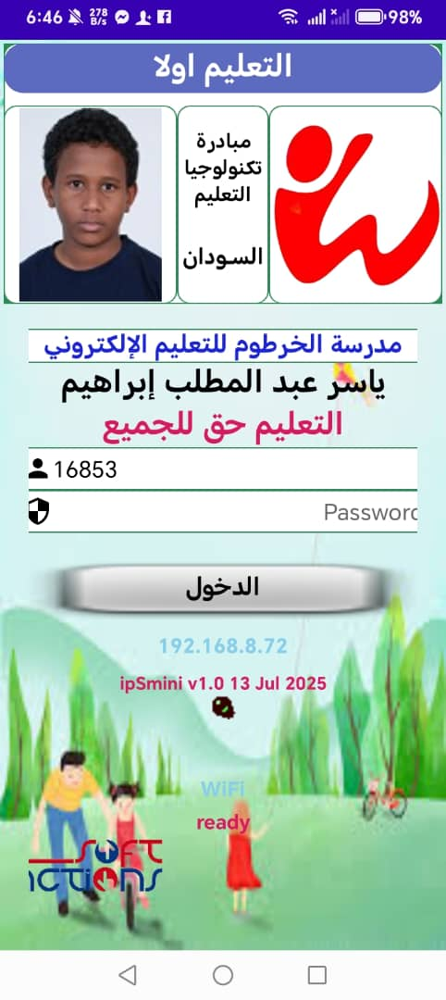 6:46 278 B/s 98%
التعليم اولا
مبادرة
تكنولوجيا
التعليم
السودان
مدرسة الخرطوم للتعليم الإلكتروني
ياسر عبد المطلب إبراهيم
التعليم حق للجميع
16853
Password
الدخول
192.168.8.72
ipSmini v1.0 13 Jul 2025
WiFi
ready
SOFT